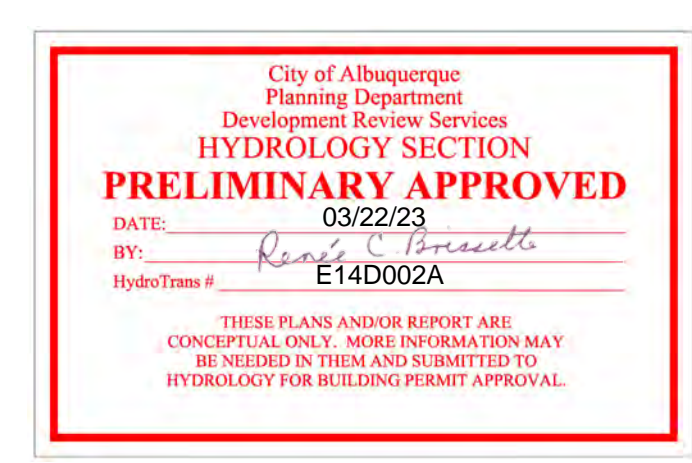 City of Albuquerque
Planning Department
Development Review Services
HYDROLOGY SECTION
PRELIMINARY APPROVED
DATE: 03/22/23
BY: Renée C. Brissette
HydroTrans # E14D002A
THESE PLANS AND/OR REPORT ARE
CONCEPTUAL ONLY. MORE INFORMATION MAY
BE NEEDED IN THEM AND SUBMITTED TO
HYDROLOGY FOR BUILDING PERMIT APPROVAL.